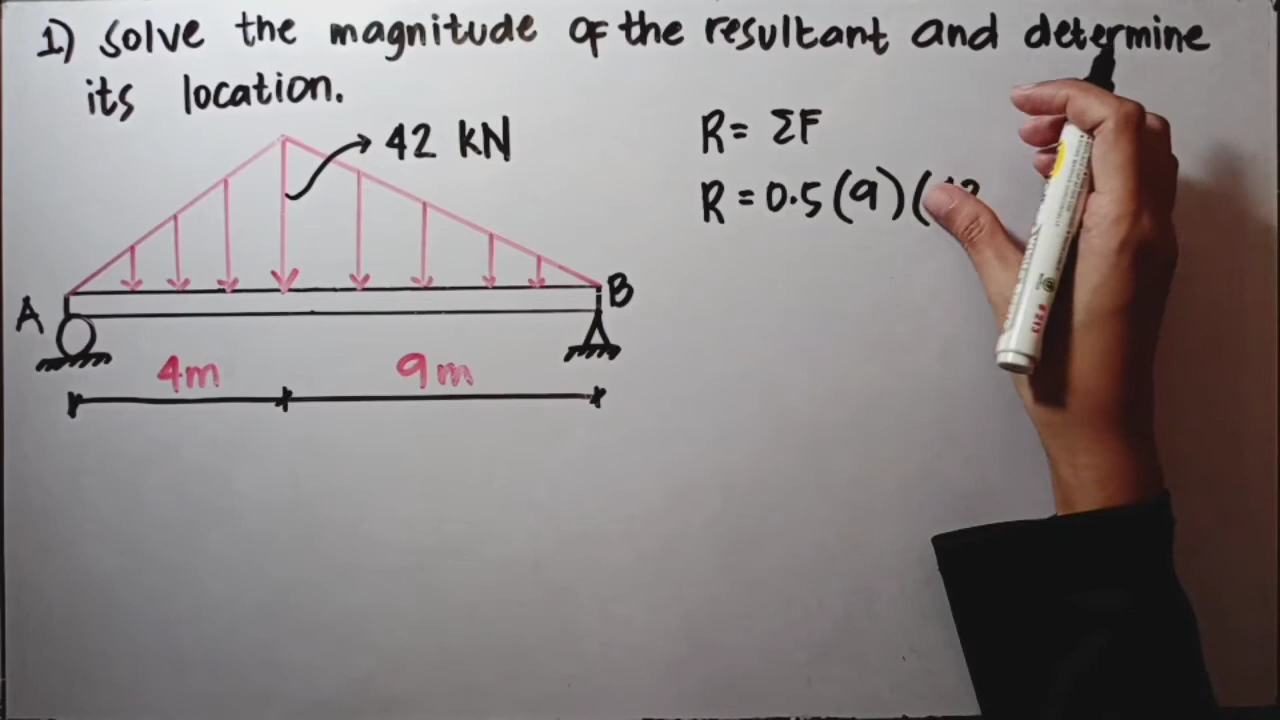 1) solve the magnitude of the resultant and determine
its location.
42 kN
R= ΣF
R = 0.5(9)(
A
B
4m
9m